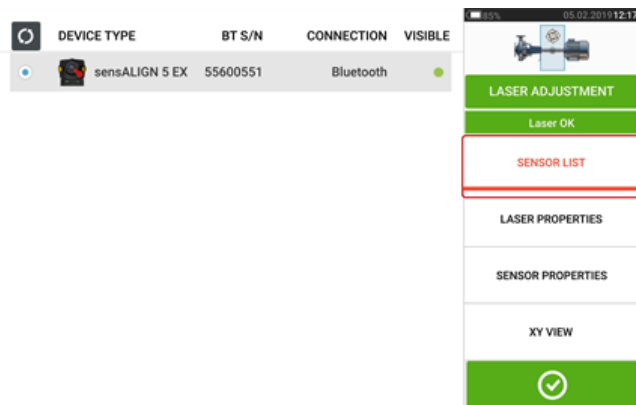 DEVICE TYPE BT S/N CONNECTION VISIBLE
sensALIGN 5 EX 55600551 Bluetooth
85% 05.02.2019 12:17
LASER ADJUSTMENT
Laser OK
SENSOR LIST
LASER PROPERTIES
SENSOR PROPERTIES
XY VIEW